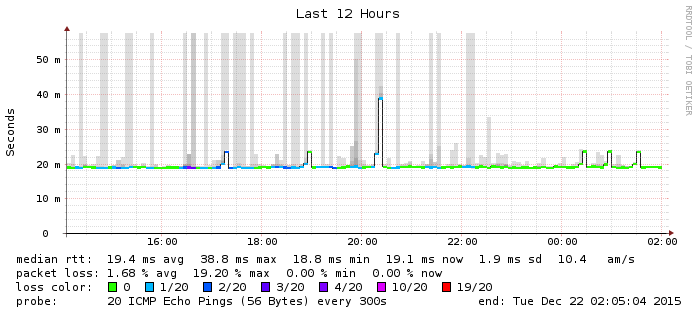 Last 12 Hours
RRDTOOL / TOBI OETIKER
Seconds
50 m
40 m
30 m
20 m
10 m
0
16:00 18:00 20:00 22:00 00:00 02:00
median rtt: 19.4 ms avg 38.8 ms max 18.8 ms min 19.1 ms now 1.9 ms sd 10.4 am/s
packet loss: 1.68 % avg 19.20 % max 0.00 % min 0.00 % now
loss color: 0 1/20 2/20 3/20 4/20 10/20 19/20
probe: 20 ICMP Echo Pings (56 Bytes) every 300s end: Tue Dec 22 02:05:04 2015